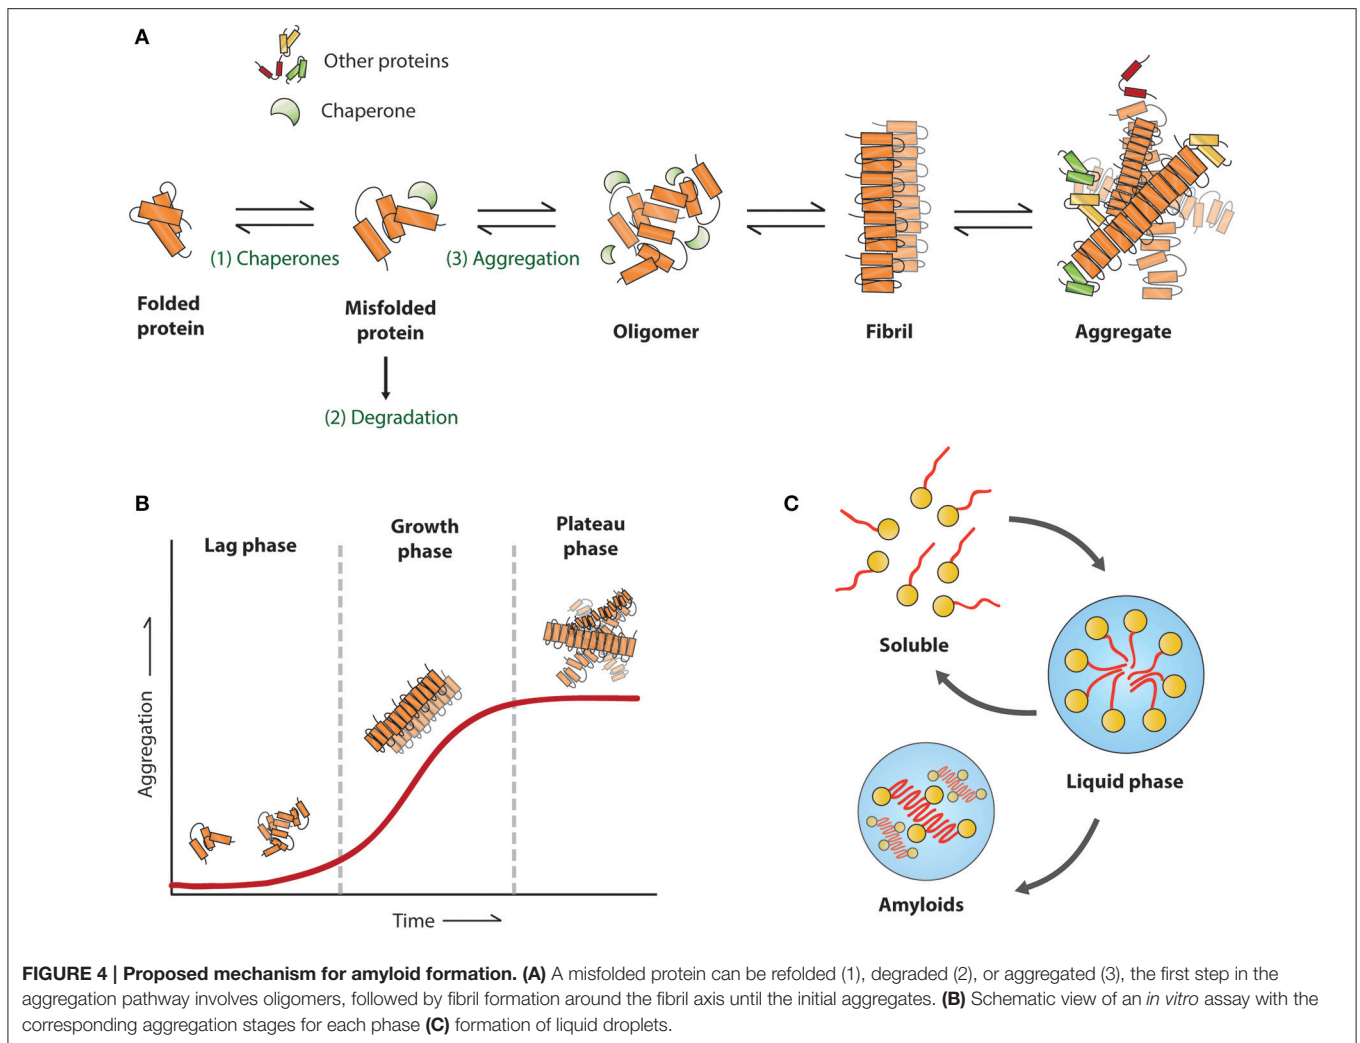 A
Other proteins
Chaperone
(1) Chaperones
(3) Aggregation
Folded
protein
Misfolded
protein
Oligomer
Fibril
Aggregate
(2) Degradation
B
Lag phase
Growth
phase
Plateau
phase
Aggregation
Time
C
Soluble
Liquid phase
Amyloids
FIGURE 4 | Proposed mechanism for amyloid formation. (A) A misfolded protein can be refolded (1), degraded (2), or aggregated (3), the first step in the
aggregation pathway involves oligomers, followed by fibril formation around the fibril axis until the initial aggregates. (B) Schematic view of an in vitro assay with the
corresponding aggregation stages for each phase (C) formation of liquid droplets.